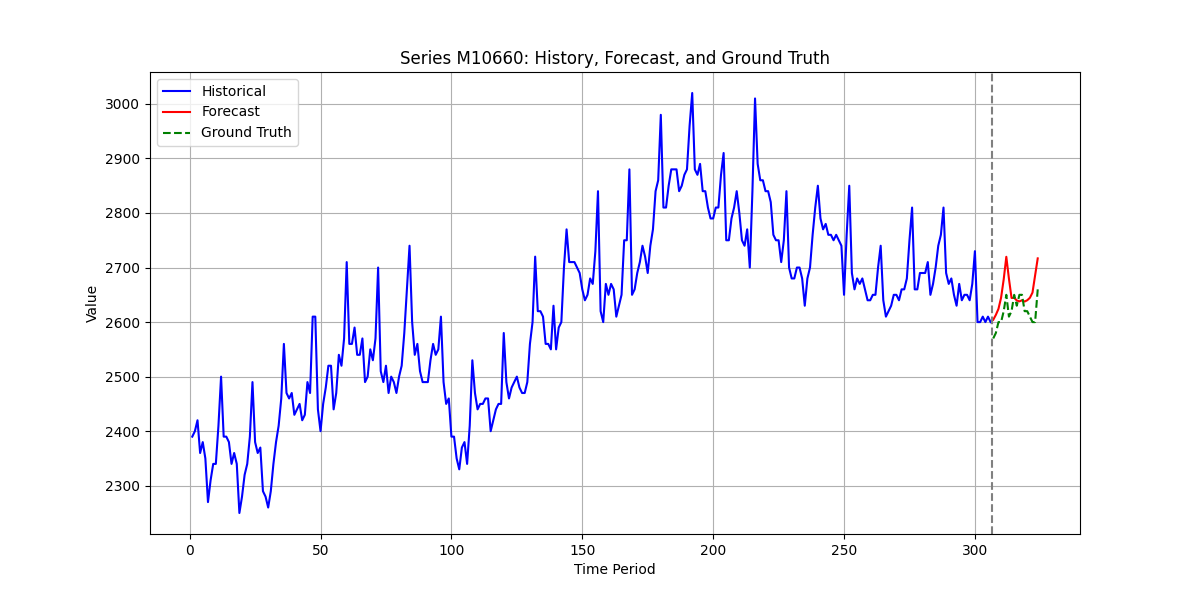 Series M10660: History, Forecast, and Ground Truth
Historical
Forecast
Ground Truth
3000
2900
2800
2700
2600
2500
2400
2300
Value
0 50 100 150 200 250 300
Time Period